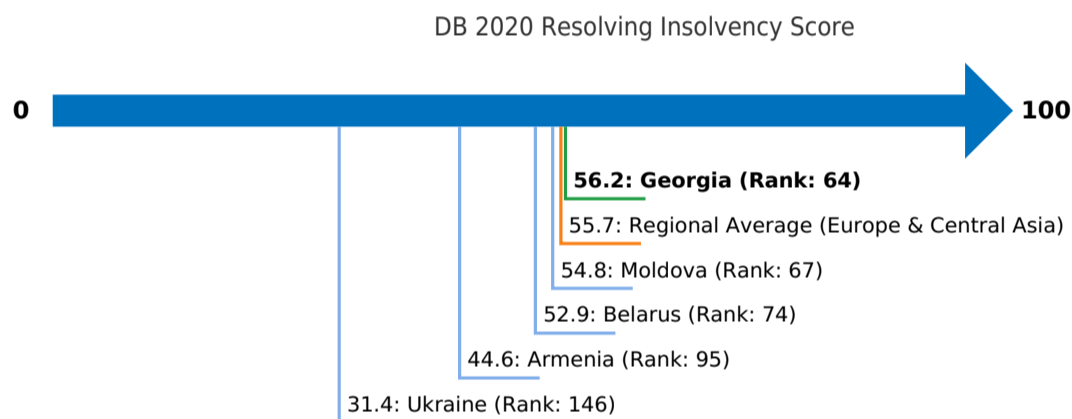 DB 2020 Resolving Insolvency Score
0
100
56.2: Georgia (Rank: 64)
55.7: Regional Average (Europe & Central Asia)
54.8: Moldova (Rank: 67)
52.9: Belarus (Rank: 74)
44.6: Armenia (Rank: 95)
31.4: Ukraine (Rank: 146)